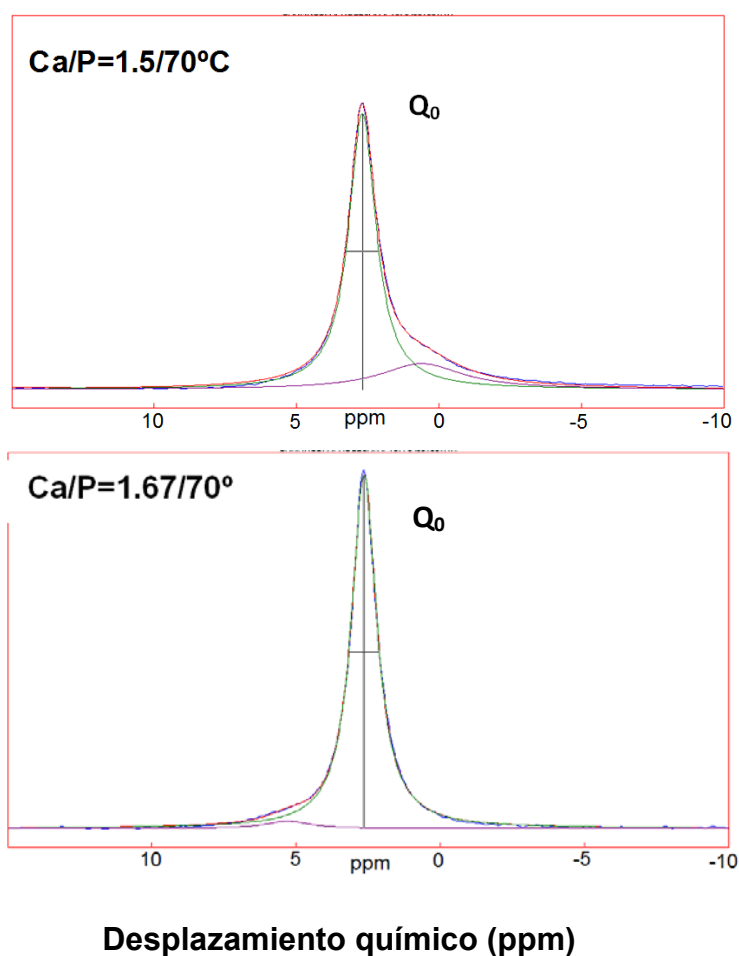 Ca/P=1.5/70ºC
Q₀
10 5 ppm 0 -5 -10
Ca/P=1.67/70º
Q₀
10 5 ppm 0 -5 -10
Desplazamiento químico (ppm)